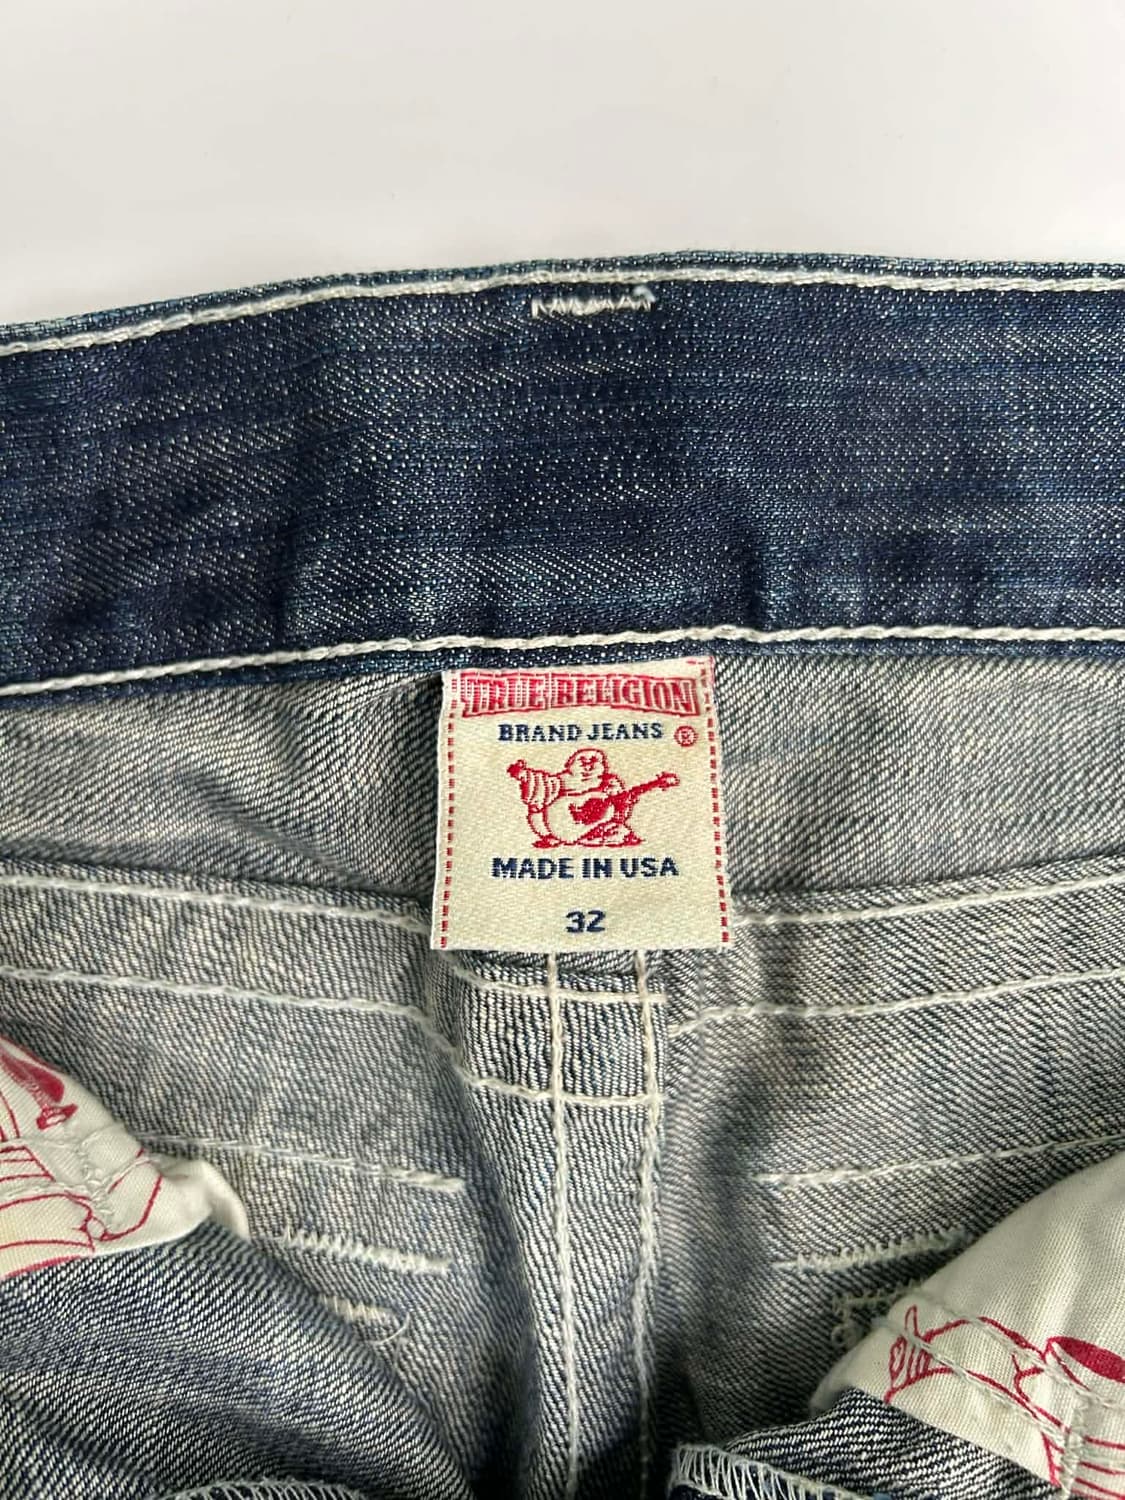 TRUE RELIGION
BRAND JEANS ®
MADE IN USA
32